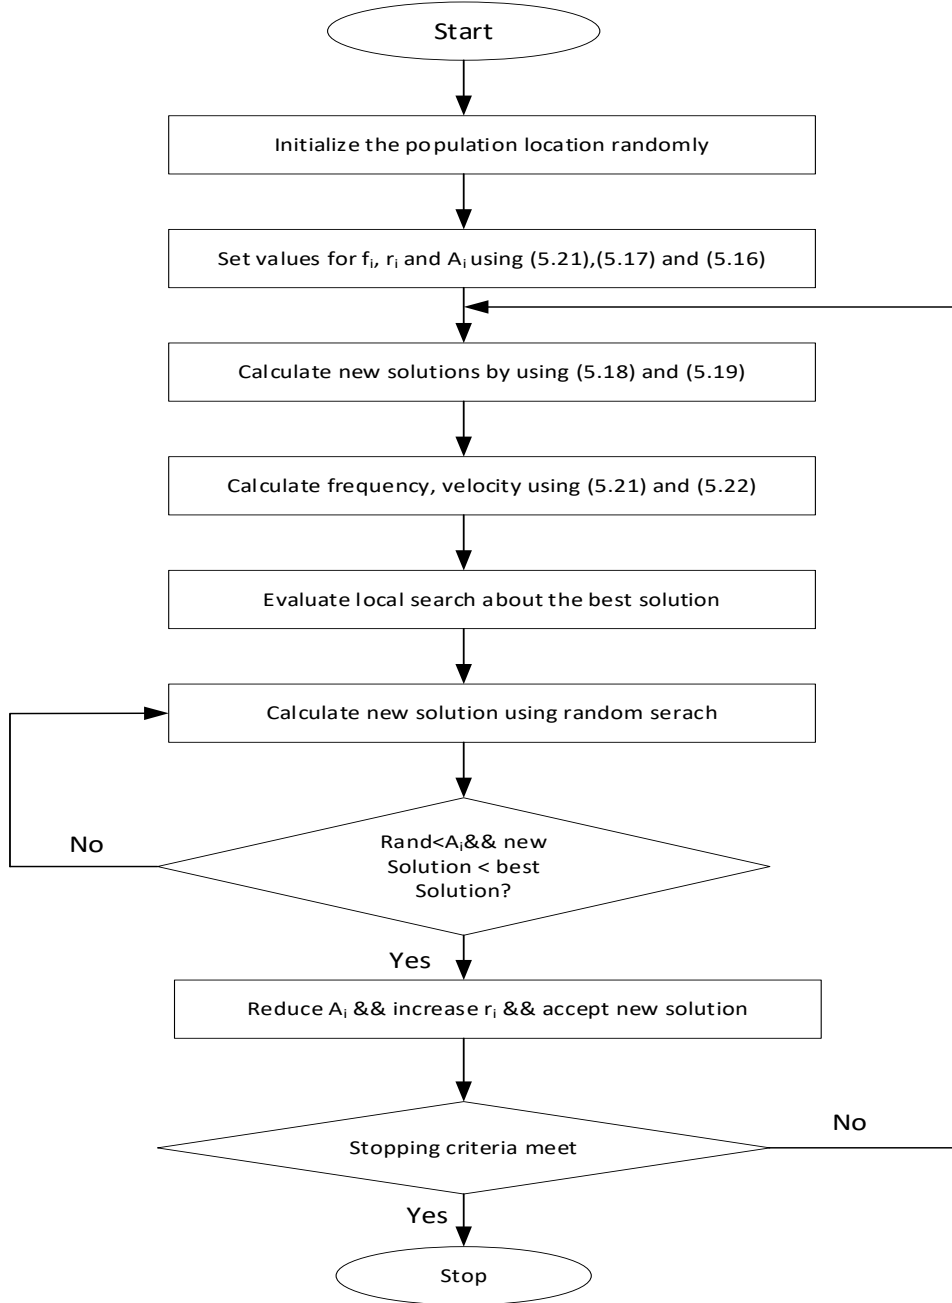 Start
Initialize the population location randomly
Set values for fᵢ, rᵢ and Aᵢ using (5.21),(5.17) and (5.16)
Calculate new solutions by using (5.18) and (5.19)
Calculate frequency, velocity using (5.21) and (5.22)
Evaluate local search about the best solution
Calculate new solution using random serach
No
Rand<Aᵢ&& new
Solution < best
Solution?
Yes
Reduce Aᵢ && increase rᵢ && accept new solution
No
Stopping criteria meet
Yes
Stop